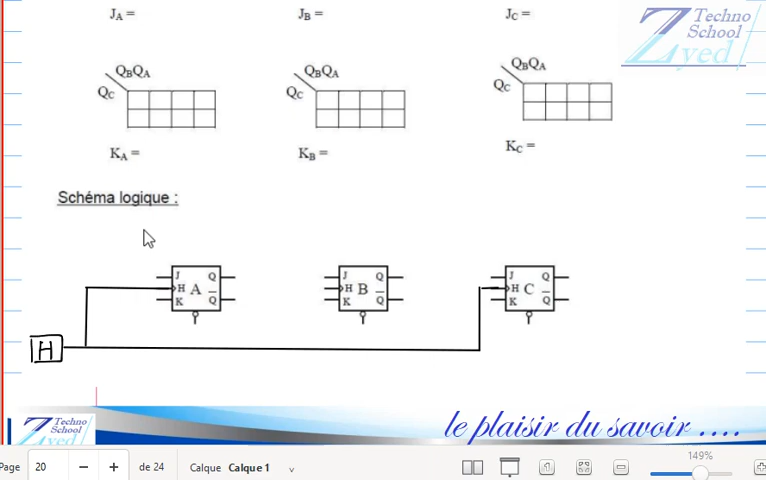 JA = JB = JC =
Techno
School
Zyed
QBQA QBQA QBQA
QC QC QC
KA = KB = KC =
Schéma logique :
J Q J Q J Q
H A H B H C
K Q K Q K Q
H
Techno
School
Zyed
le plaisir du savoir ....
Page 20 − + de 24 Calque Calque 1 149%